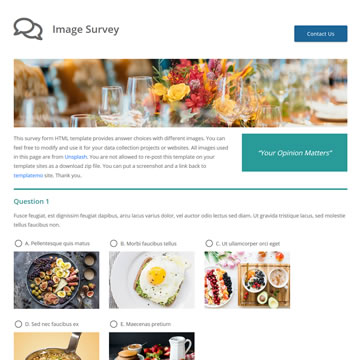 Image Survey
Contact Us
This survey form HTML template provides answer choices with different images. You can
feel free to modify and use it for your data collection projects or websites. All images used
in this page are from Unsplash. You are not allowed to re-post this template on your
template sites as a download zip file. You can put a screenshot and a link back to
templatemo site. Thank you.
"Your Opinion Matters"
Question 1
Fusce feugiat, est dignissim feugiat dapibus, arcu lacus varius dolor, vel auctor odio lectus sed diam. Ut gravida tristique lacus, sed molestie
tellus faucibus non.
A. Pellentesque quis matus
B. Morbi faucibus tellus
C. Ut ullamcorper orci eget
D. Sed nec faucibus ex
E. Maecenas pretium